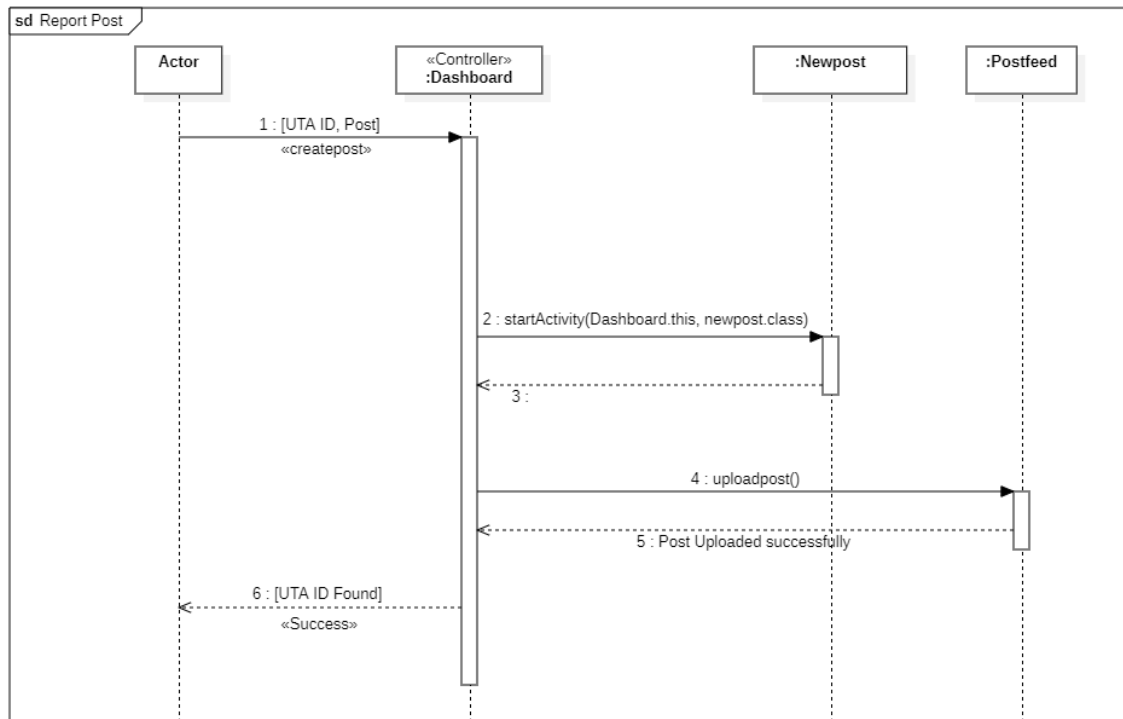 sd Report Post
Actor
«Controller»
:Dashboard
:Newpost
:Postfeed
1 : [UTA ID, Post]
«createpost»
2 : startActivity(Dashboard.this, newpost.class)
3 :
4 : uploadpost()
5 : Post Uploaded successfully
6 : [UTA ID Found]
«Success»